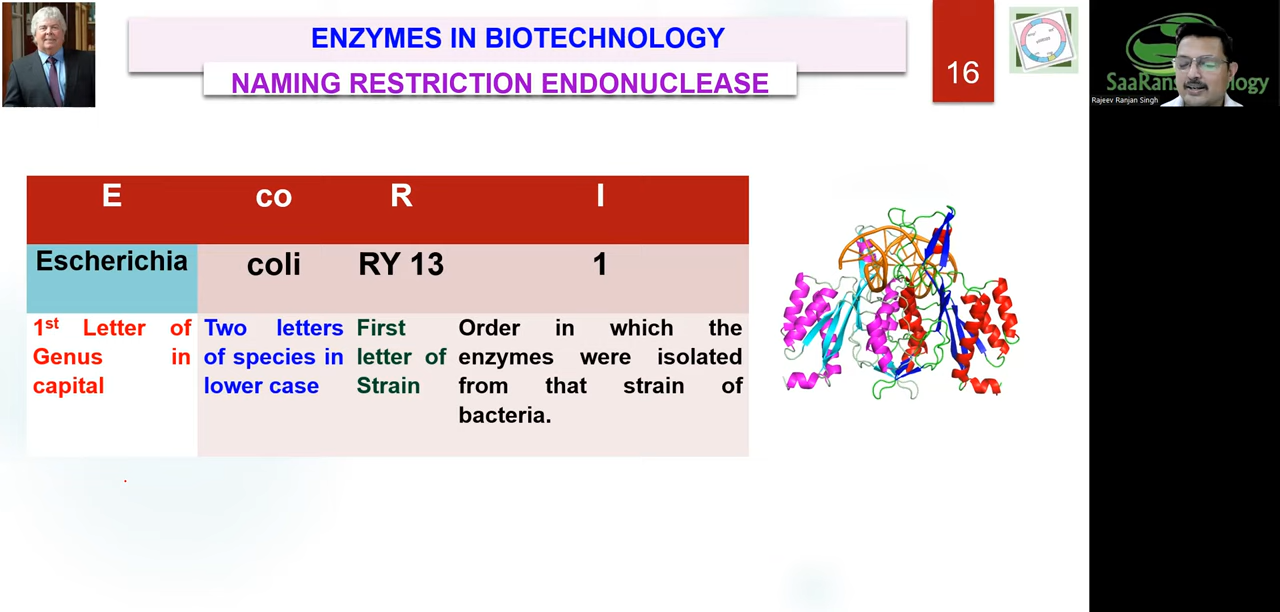 ENZYMES IN BIOTECHNOLOGY
NAMING RESTRICTION ENDONUCLEASE
16
Rajeev Ranjan Singh
E co R I
Escherichia coli RY 13 1
1st Letter of
Genus in
capital
Two letters
of species in
lower case
First
letter of
Strain
Order in which the
enzymes were isolated
from that strain of
bacteria.